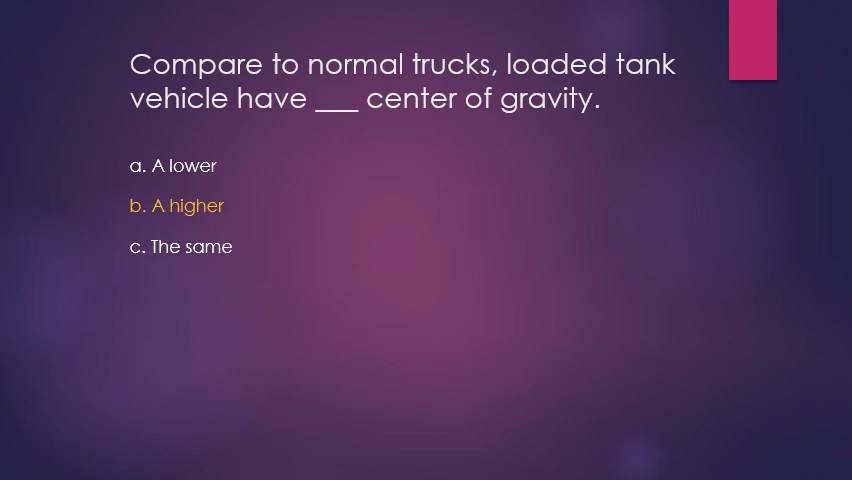 Compare to normal trucks, loaded tank
vehicle have ___ center of gravity.
a. A lower
b. A higher
c. The same